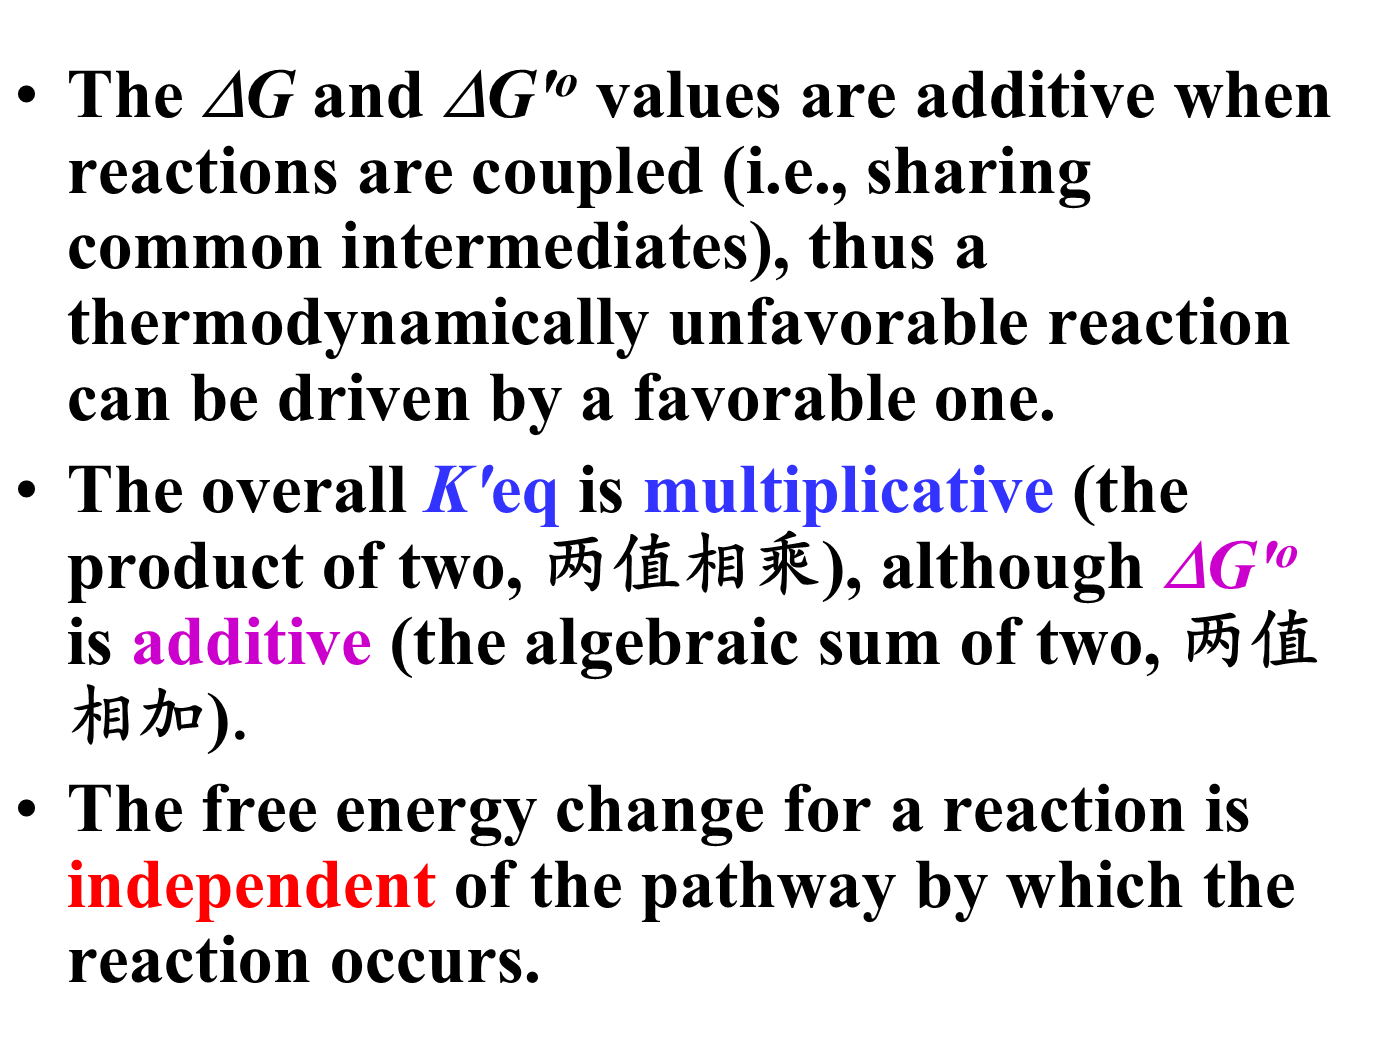 • The ΔG and ΔG'º values are additive when
reactions are coupled (i.e., sharing
common intermediates), thus a
thermodynamically unfavorable reaction
can be driven by a favorable one.
• The overall K'eq is multiplicative (the
product of two, 两值相乘), although ΔG'º
is additive (the algebraic sum of two, 两值
相加).
• The free energy change for a reaction is
independent of the pathway by which the
reaction occurs.